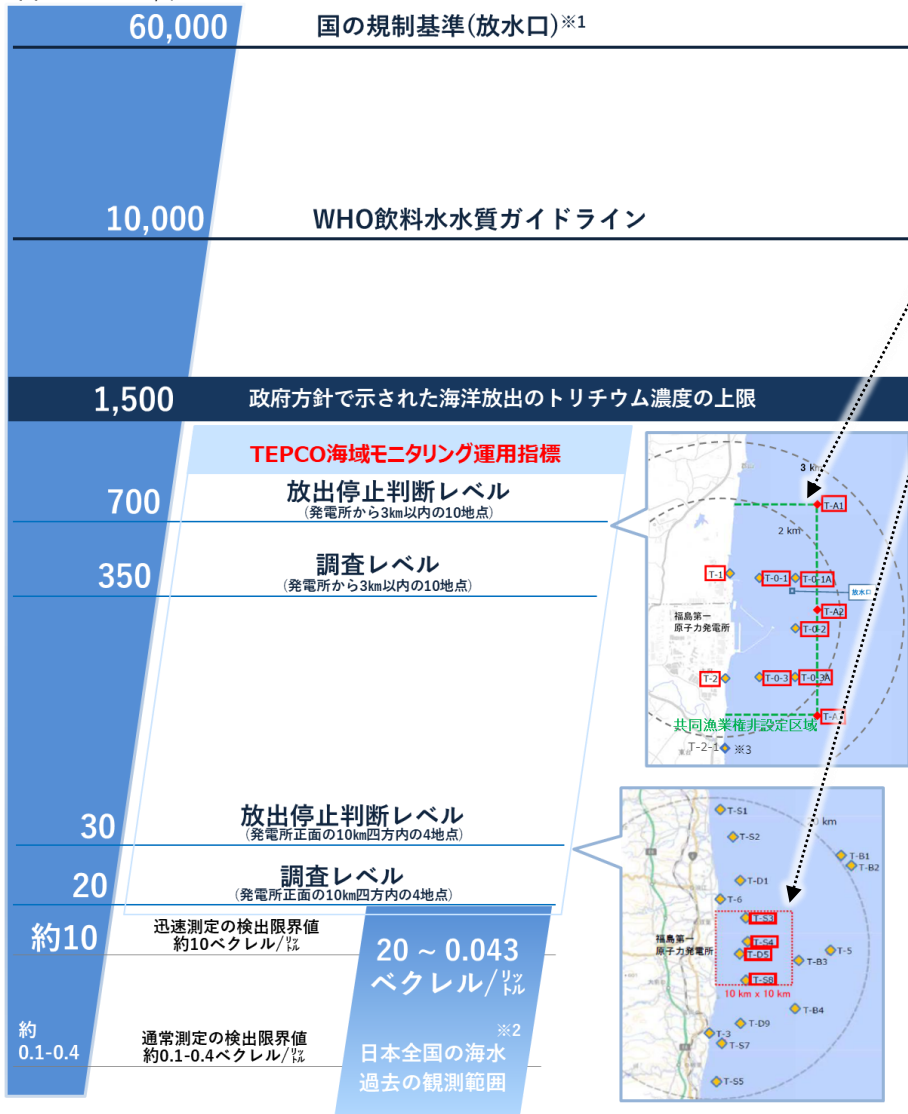 60,000 国の規制基準(放水口)※1
10,000 WHO飲料水水質ガイドライン
1,500 政府方針で示された海洋放出のトリチウム濃度の上限
TEPCO海域モニタリング運用指標
700 放出停止判断レベル
(発電所から3km以内の10地点)
350 調査レベル
(発電所から3km以内の10地点)
3 km
T-A1
2 km
T-1
T-0-1
T-0-1A
放水口
T-A2
福島第一
原子力発電所
T-0-2
T-2
T-0-3
T-0-3A
共同漁業権非設定区域
T-2-1 ※3
30 放出停止判断レベル
(発電所正面の10km四方内の4地点)
20 調査レベル
(発電所正面の10km四方内の4地点)
約10 迅速測定の検出限界値
約10ベクレル/㍑
20 ~ 0.043
ベクレル/㍑
※2
日本全国の海水
過去の観測範囲
約
0.1-0.4
通常測定の検出限界値
約0.1-0.4ベクレル/㍑
T-S1
km
T-S2
T-B1
T-B2
T-D1
T-6
T-S3
福島第一
原子力発電所
T-S4
T-5
T-D5
T-B3
T-S8
10 km x 10 km
T-B4
T-D9
T-3
T-S7
T-S5